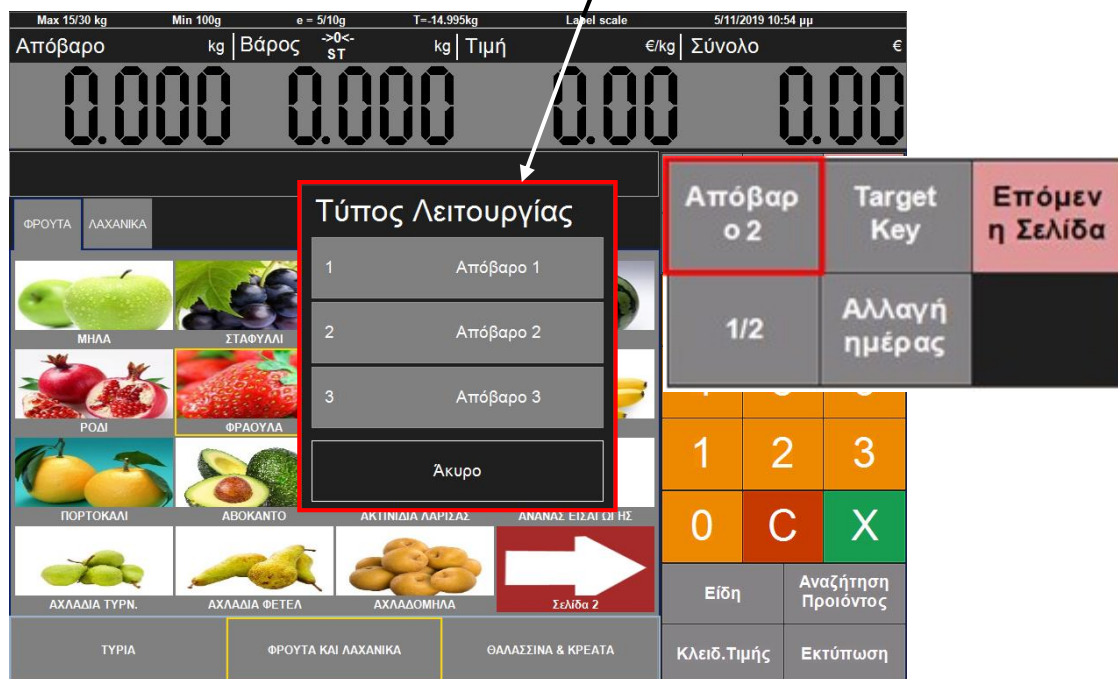 Max 15/30 kg Min 100g e = 5/10g T=-14.995kg Label scale 5/11/2019 10:54 μμ
Απόβαρο kg Βάρος ->0<- ST kg Τιμή €/kg Σύνολο €
0.000 0.000 0.00 0.00
ΦΡΟΥΤΑ ΛΑΧΑΝΙΚΑ
Τύπος Λειτουργίας
1 Απόβαρο 1
2 Απόβαρο 2
3 Απόβαρο 3
Άκυρο
Απόβαρ
ο 2
Target
Key
Επόμεν
η Σελίδα
1/2
Αλλαγή
ημέρας
ΜΗΛΑ ΣΤΑΦΥΛΛΙ
ΡΟΔΙ ΦΡΑΟΥΛΑ
ΠΟΡΤΟΚΑΛΙ ΑΒΟΚΑΝΤΟ ΑΚΤΙΝΙΔΙΑ ΛΑΡΙΣΑΣ ΑΝΑΝΑΣ ΕΙΣΑΓΩΓΗΣ
ΑΧΛΑΔΙΑ ΤΥΡΝ. ΑΧΛΑΔΙΑ ΦΕΤΕΛ ΑΧΛΑΔΟΜΗΛΑ Σελίδα 2
ΤΥΡΙΑ ΦΡΟΥΤΑ ΚΑΙ ΛΑΧΑΝΙΚΑ ΘΑΛΑΣΣΙΝΑ & ΚΡΕΑΤΑ
1 2 3
0 C X
Είδη
Αναζήτηση
Προιόντος
Κλειδ.Τιμής Εκτύπωση